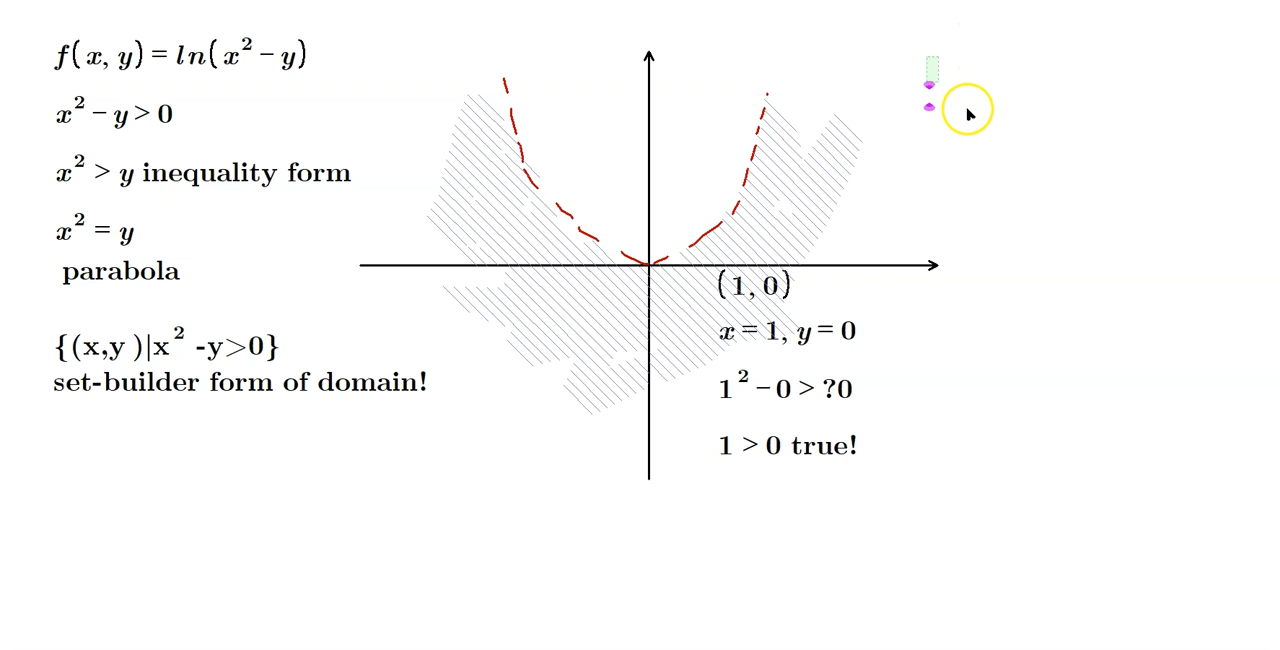 f(x, y) = ln(x² − y)
x² − y > 0
x² > y inequality form
x² = y
parabola
{(x,y )|x² -y>0}
set-builder form of domain!
(1, 0)
x = 1, y = 0
1² − 0 > ?0
1 > 0 true!